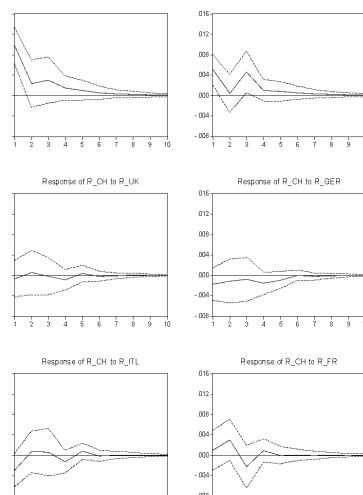 .016
.012
.008
.004
.000
-.004
-.008
1 2 3 4 5 6 7 8 9 10
1 2 3 4 5 6 7 8 9
Response of R_CH to R_UK
Response of R_CH to R_GER
.016
.012
.008
.004
.000
-.004
-.008
1 2 3 4 5 6 7 8 9 10
1 2 3 4 5 6 7 8 9
Response of R_CH to R_ITL
Response of R_CH to R_FR
.016
.012
.008
.004
.000
-.004
-.008